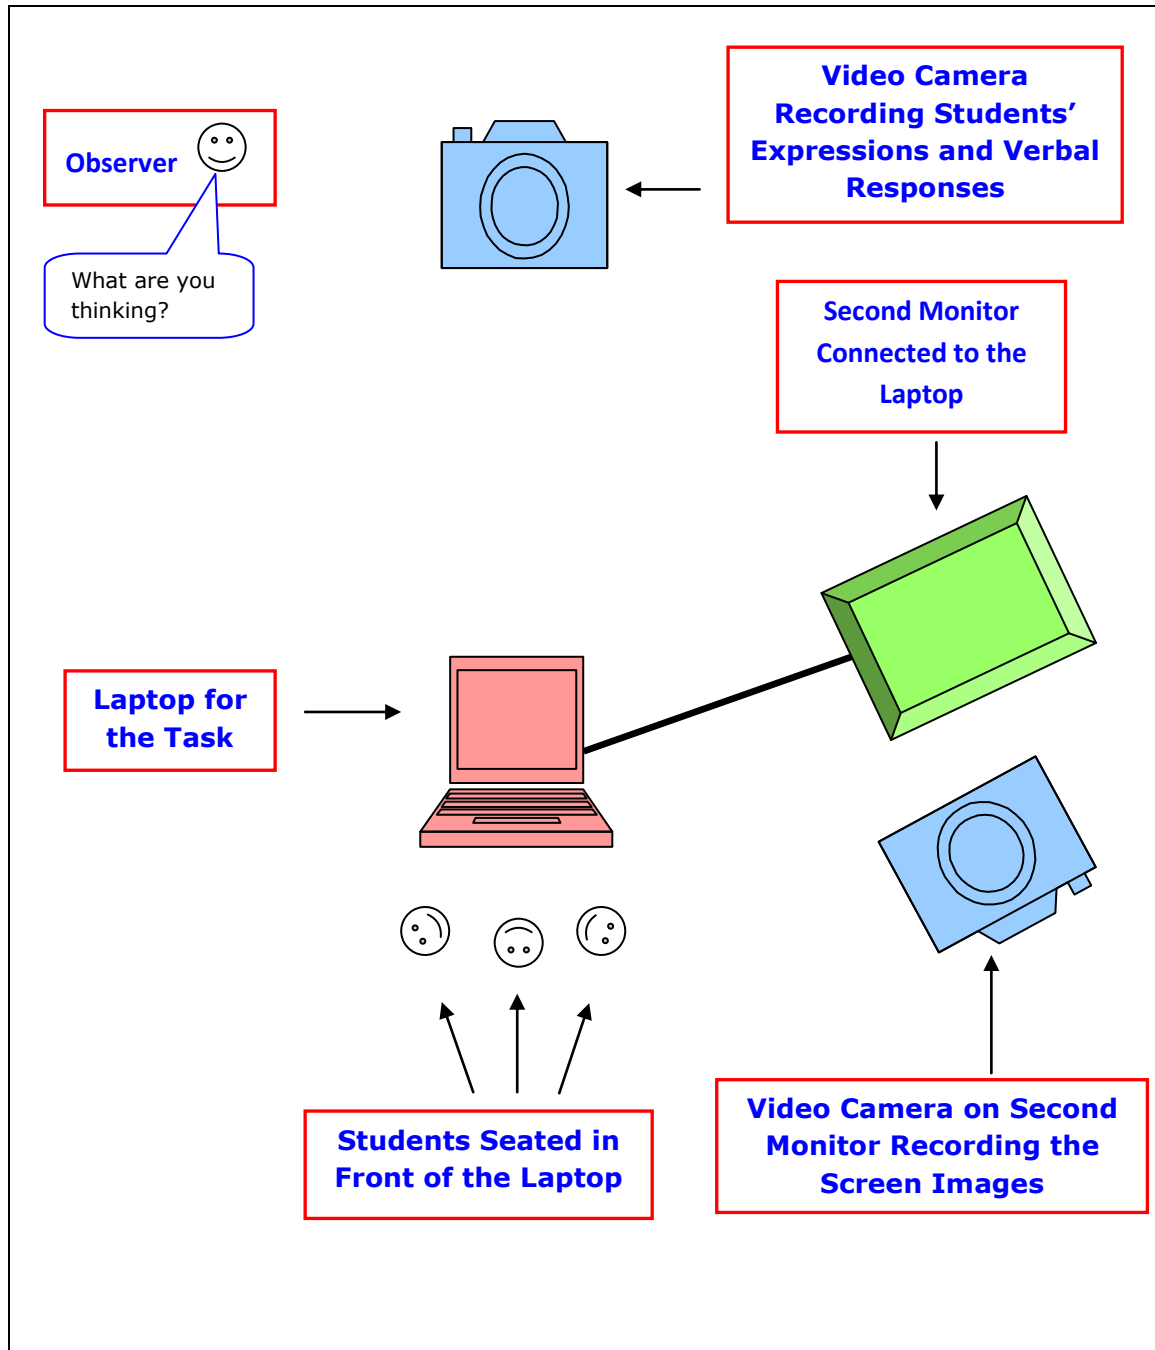 Observer
What are you
thinking?
Video Camera
Recording Students’
Expressions and Verbal
Responses
Second Monitor
Connected to the
Laptop
Laptop for
the Task
Students Seated in
Front of the Laptop
Video Camera on Second
Monitor Recording the
Screen Images